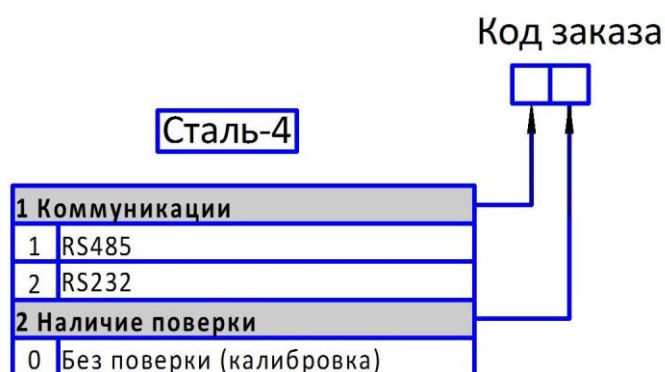 Код заказа
Сталь-4
1 Коммуникации
1 RS485
2 RS232
2 Наличие поверки
0 Без поверки (калибровка)